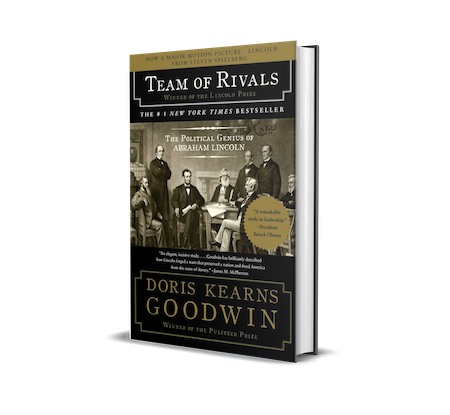 NOW A MAJOR MOTION PICTURE – LINCOLN
FROM STEVEN SPIELBERG
TEAM OF RIVALS
WINNER OF THE LINCOLN PRIZE
THE #1 NEW YORK TIMES BESTSELLER
THE POLITICAL GENIUS OF
ABRAHAM LINCOLN
"A remarkable
study in leadership."
–President
Barack Obama
"An elegant, incisive study. . . . Goodwin has brilliantly described
how Lincoln forged a team that preserved a nation and freed America
from the curse of slavery." –James M. McPherson
DORIS KEARNS
GOODWIN
WINNER OF THE PULITZER PRIZE